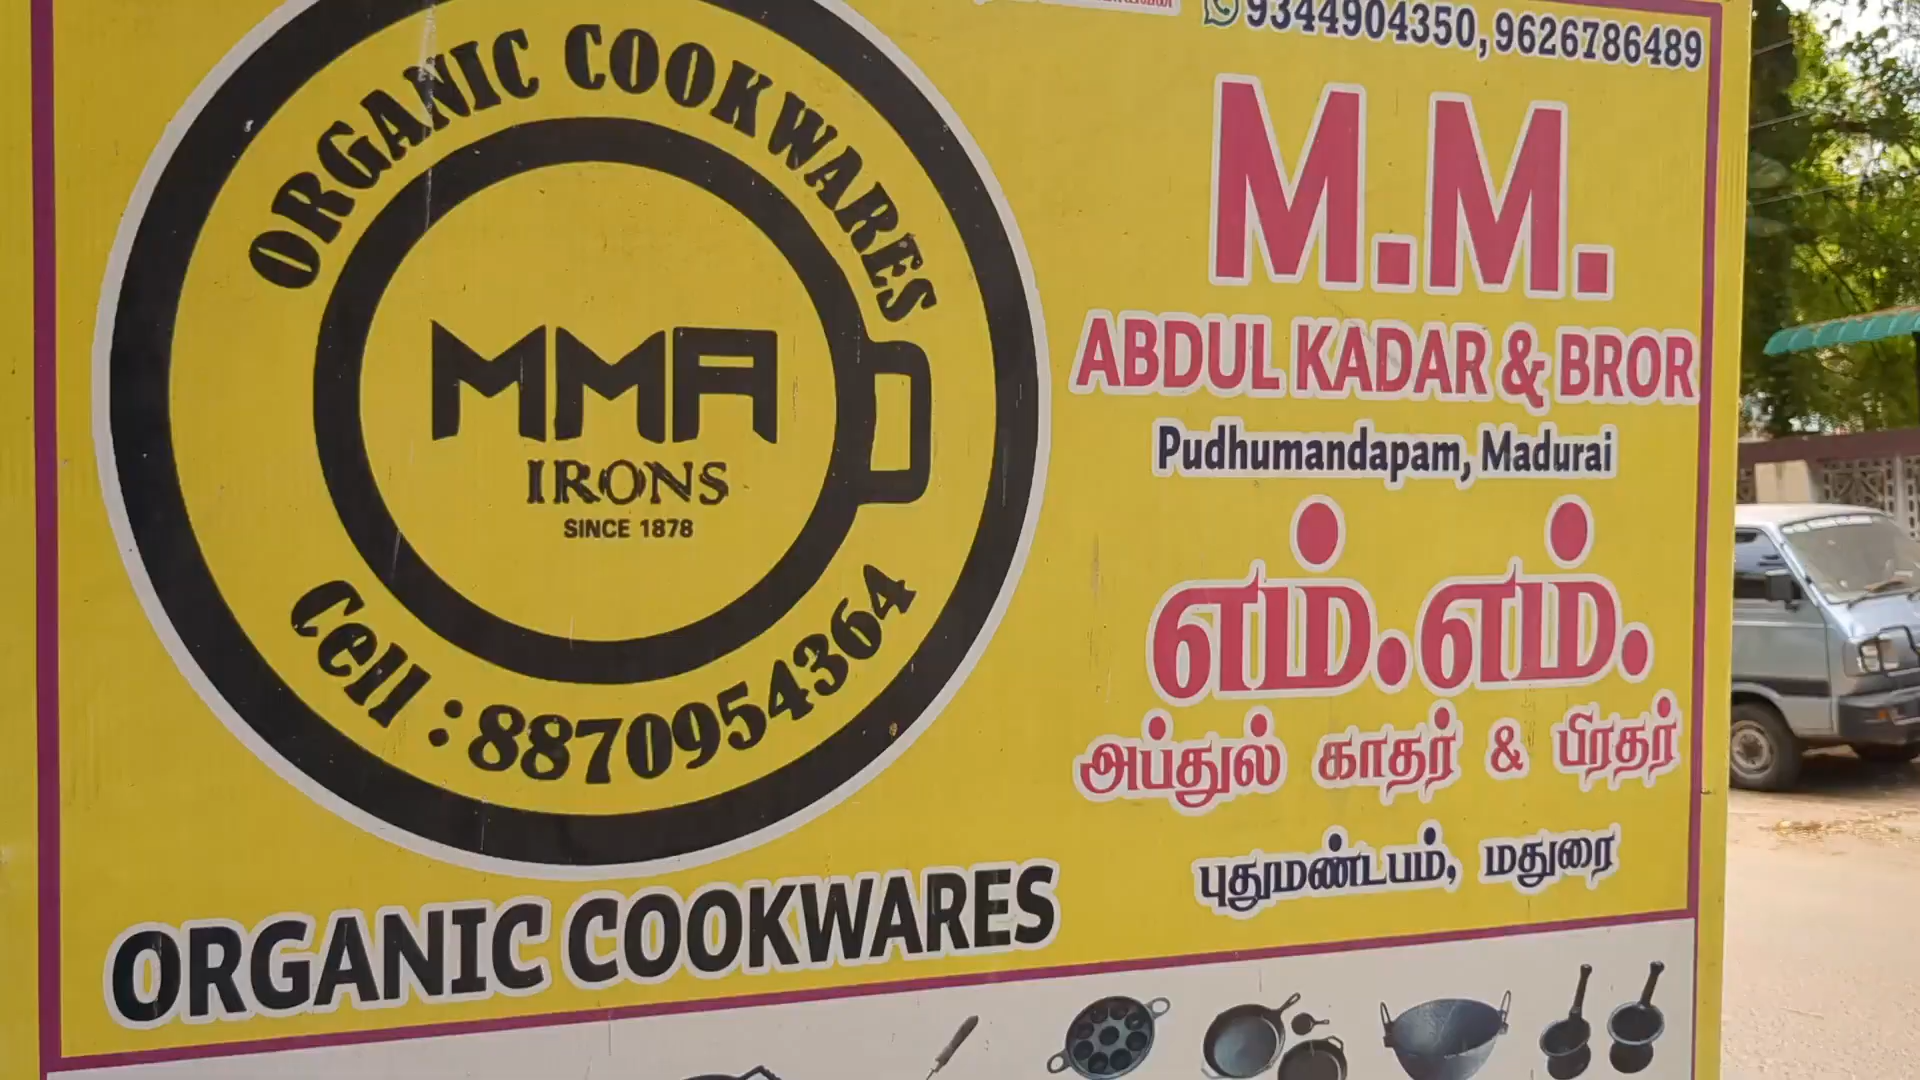 9344904350, 9626786489
ORGANIC COOKWARES
MMA
IRONS
SINCE 1878
Cell : 8870954364
ORGANIC COOKWARES
M.M.
ABDUL KADAR & BROR
Pudhumandapam, Madurai
எம்.எம்.
அப்துல் காதர் & பிரதர்
புதுமண்டபம், மதுரை